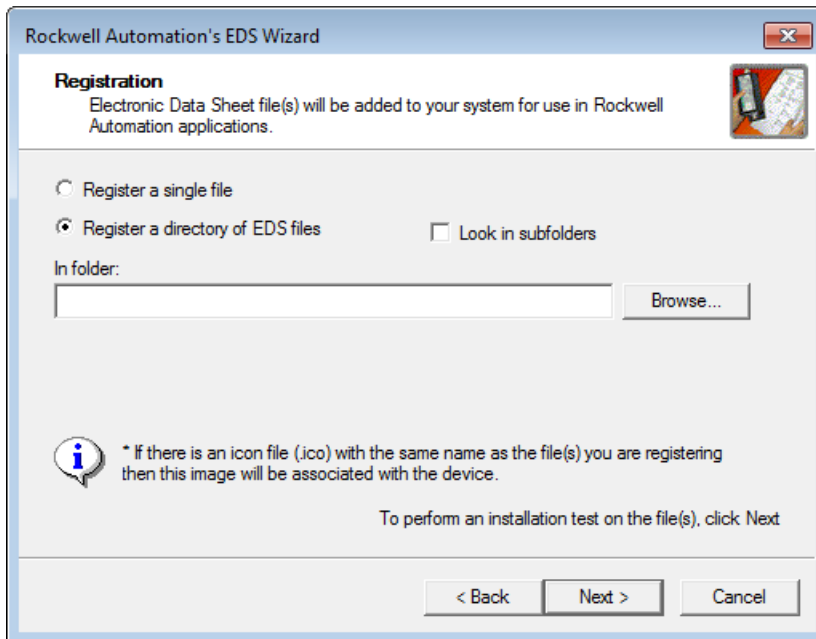 Rockwell Automation's EDS Wizard
Registration
Electronic Data Sheet file(s) will be added to your system for use in Rockwell
Automation applications.
Register a single file
Register a directory of EDS files
Look in subfolders
In folder:
Browse...
* If there is an icon file (.ico) with the same name as the file(s) you are registering
then this image will be associated with the device.
To perform an installation test on the file(s), click Next
< Back
Next >
Cancel